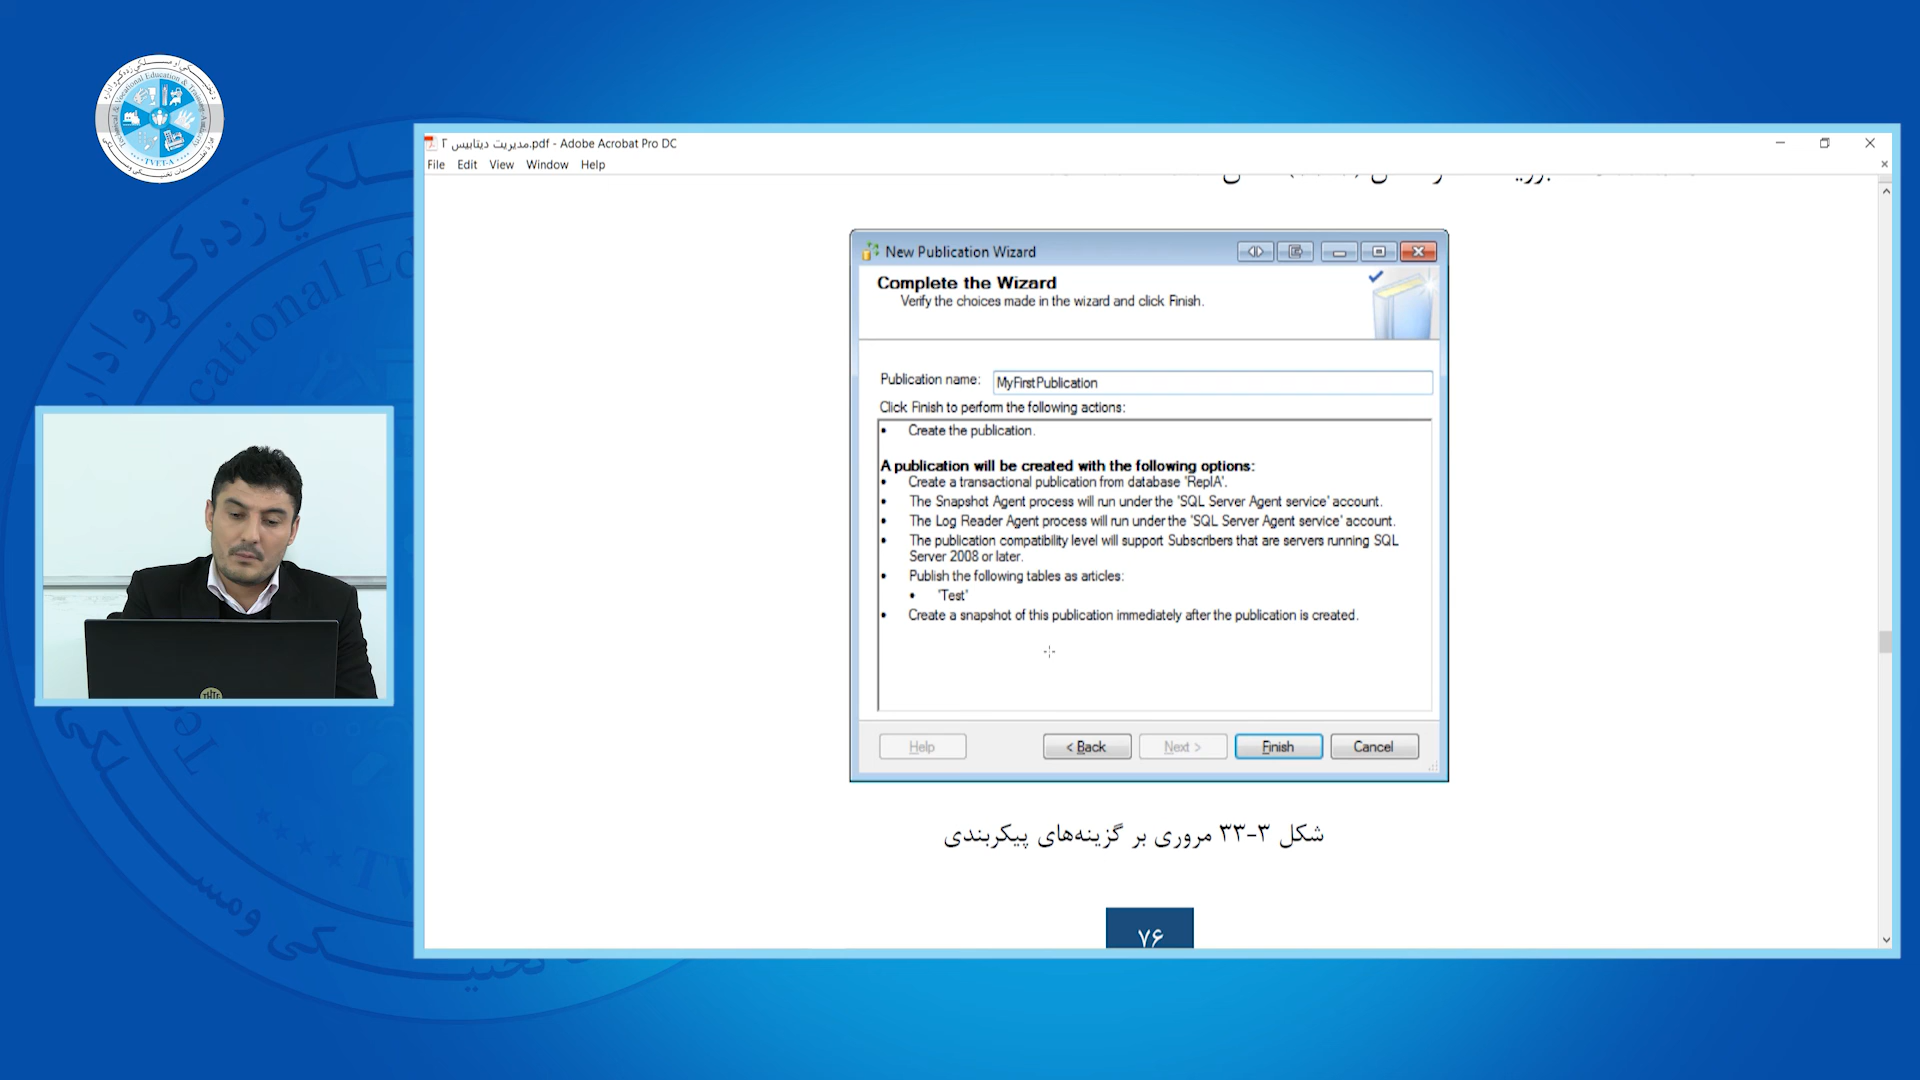 مدیریت دیتابیس ۲.pdf - Adobe Acrobat Pro DC
File Edit View Window Help
New Publication Wizard
Complete the Wizard
Verify the choices made in the wizard and click Finish.
Publication name: MyFirstPublication
Click Finish to perform the following actions:
• Create the publication.
A publication will be created with the following options:
• Create a transactional publication from database 'ReplA'.
• The Snapshot Agent process will run under the 'SQL Server Agent service' account.
• The Log Reader Agent process will run under the 'SQL Server Agent service' account.
• The publication compatibility level will support Subscribers that are servers running SQL
Server 2008 or later.
• Publish the following tables as articles:
• 'Test'
• Create a snapshot of this publication immediately after the publication is created.
Help < Back Next > Finish Cancel
شکل ۳-۳۳ مروری بر گزینه‌های پیکربندی
۷۶
Technical & Vocational Education & Training Authority
TVET-A